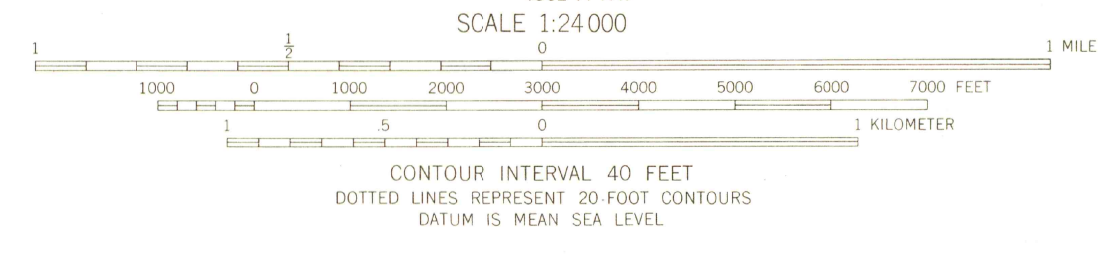 SCALE 1:24 000
1 1/2 0 1 MILE
1000 0 1000 2000 3000 4000 5000 6000 7000 FEET
1 .5 0 1 KILOMETER
CONTOUR INTERVAL 40 FEET
DOTTED LINES REPRESENT 20-FOOT CONTOURS
DATUM IS MEAN SEA LEVEL